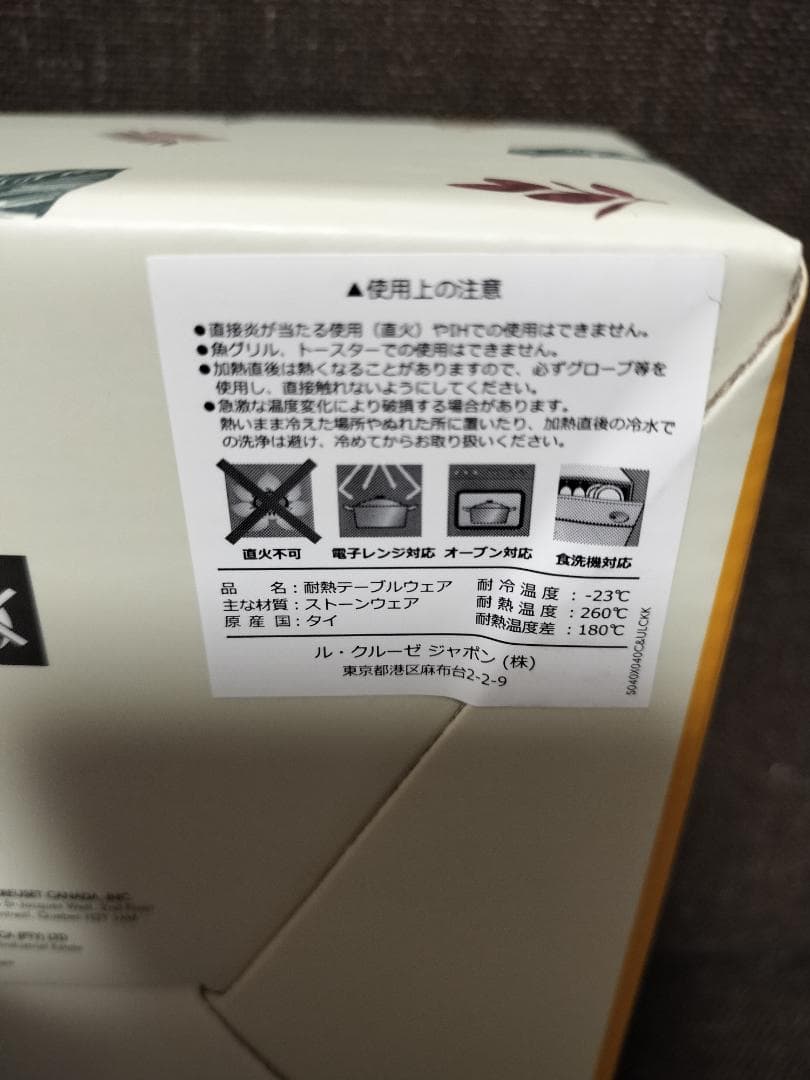 ▲使用上の注意
●直接炎が当たる使用（直火）やIHでの使用はできません。
●魚グリル、トースターでの使用はできません。
●加熱直後は熱くなることがありますので、必ずグローブ等を
使用し、直接触れないようにしてください。
●急激な温度変化により破損する場合があります。
熱いまま冷えた場所やぬれた所に置いたり、加熱直後の冷水で
の洗浄は避け、冷めてからお取り扱いください。
直火不可 電子レンジ対応 オーブン対応 食洗機対応
品 名：耐熱テーブルウェア 耐冷温度：-23℃
主な材質：ストーンウェア 耐熱温度：260℃
原産国：タイ 耐熱温度差：180℃
ル・クルーゼ ジャポン (株)
東京都港区麻布台2-2-9
S040X040C&ULCKK
REUSET CANADA, INC.